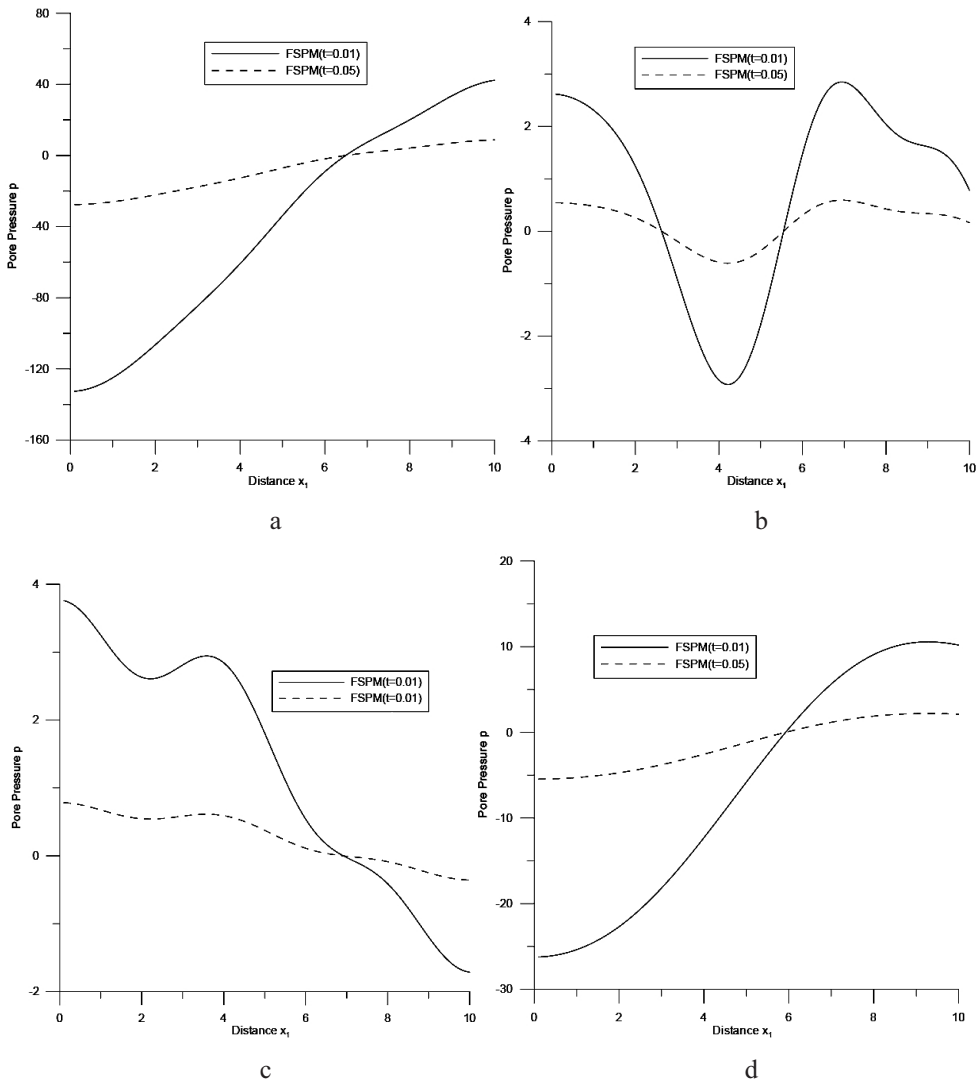 80
40
0
-40
-80
-120
-160
Pore Pressure p
FSPM(t=0.01)
FSPM(t=0.05)
0 2 4 6 8 10
Distance x1
a
4
2
0
-2
-4
Pore Pressure p
FSPM(t=0.01)
FSPM(t=0.05)
0 2 4 6 8 10
Distance x1
b
4
2
0
-2
Pore Pressure p
FSPM(t=0.01)
FSPM(t=0.01)
0 2 4 6 8 10
Distance x1
c
20
10
0
-10
-20
-30
Pore Pressure p
FSPM(t=0.01)
FSPM(t=0.05)
0 2 4 6 8 10
Distance x1
d